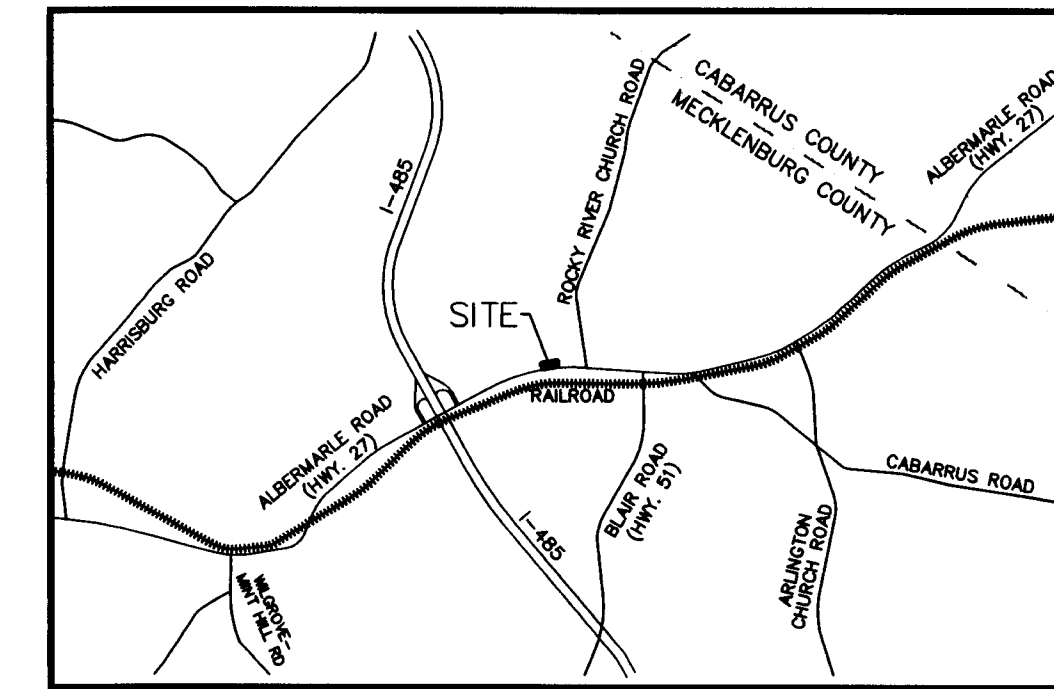 CABARRUS COUNTY
MECKLENBURG COUNTY
ALBERMARLE ROAD
(HWY. 27)
ROCKY RIVER CHURCH ROAD
I-485
HARRISBURG ROAD
SITE
RAILROAD
ALBERMARLE ROAD
(HWY. 27)
BLAIR ROAD
(HWY. 51)
CABARRUS ROAD
I-485
ARLINGTON
CHURCH ROAD
WILGROVE-
MINT HILL RD